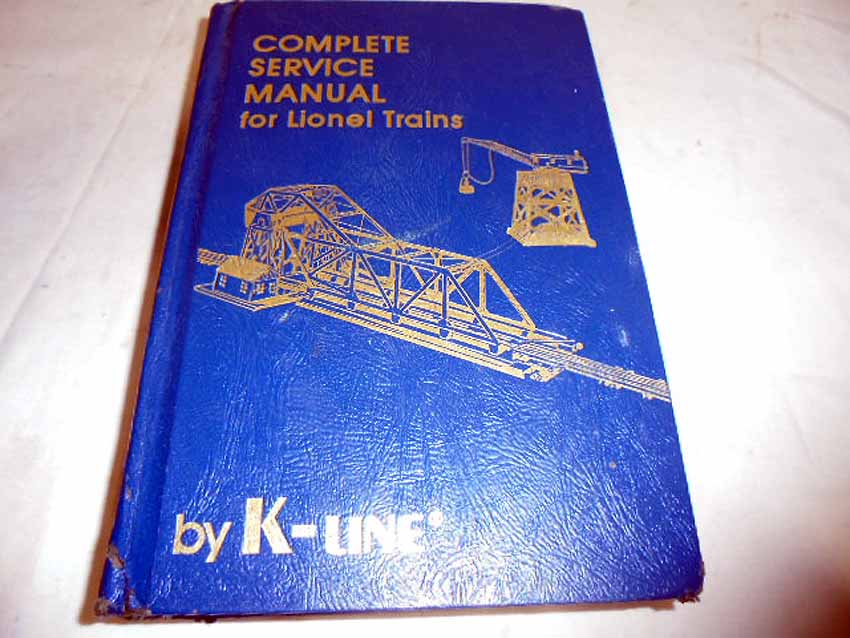 COMPLETE
SERVICE
MANUAL
for Lionel Trains
by K-LINE®